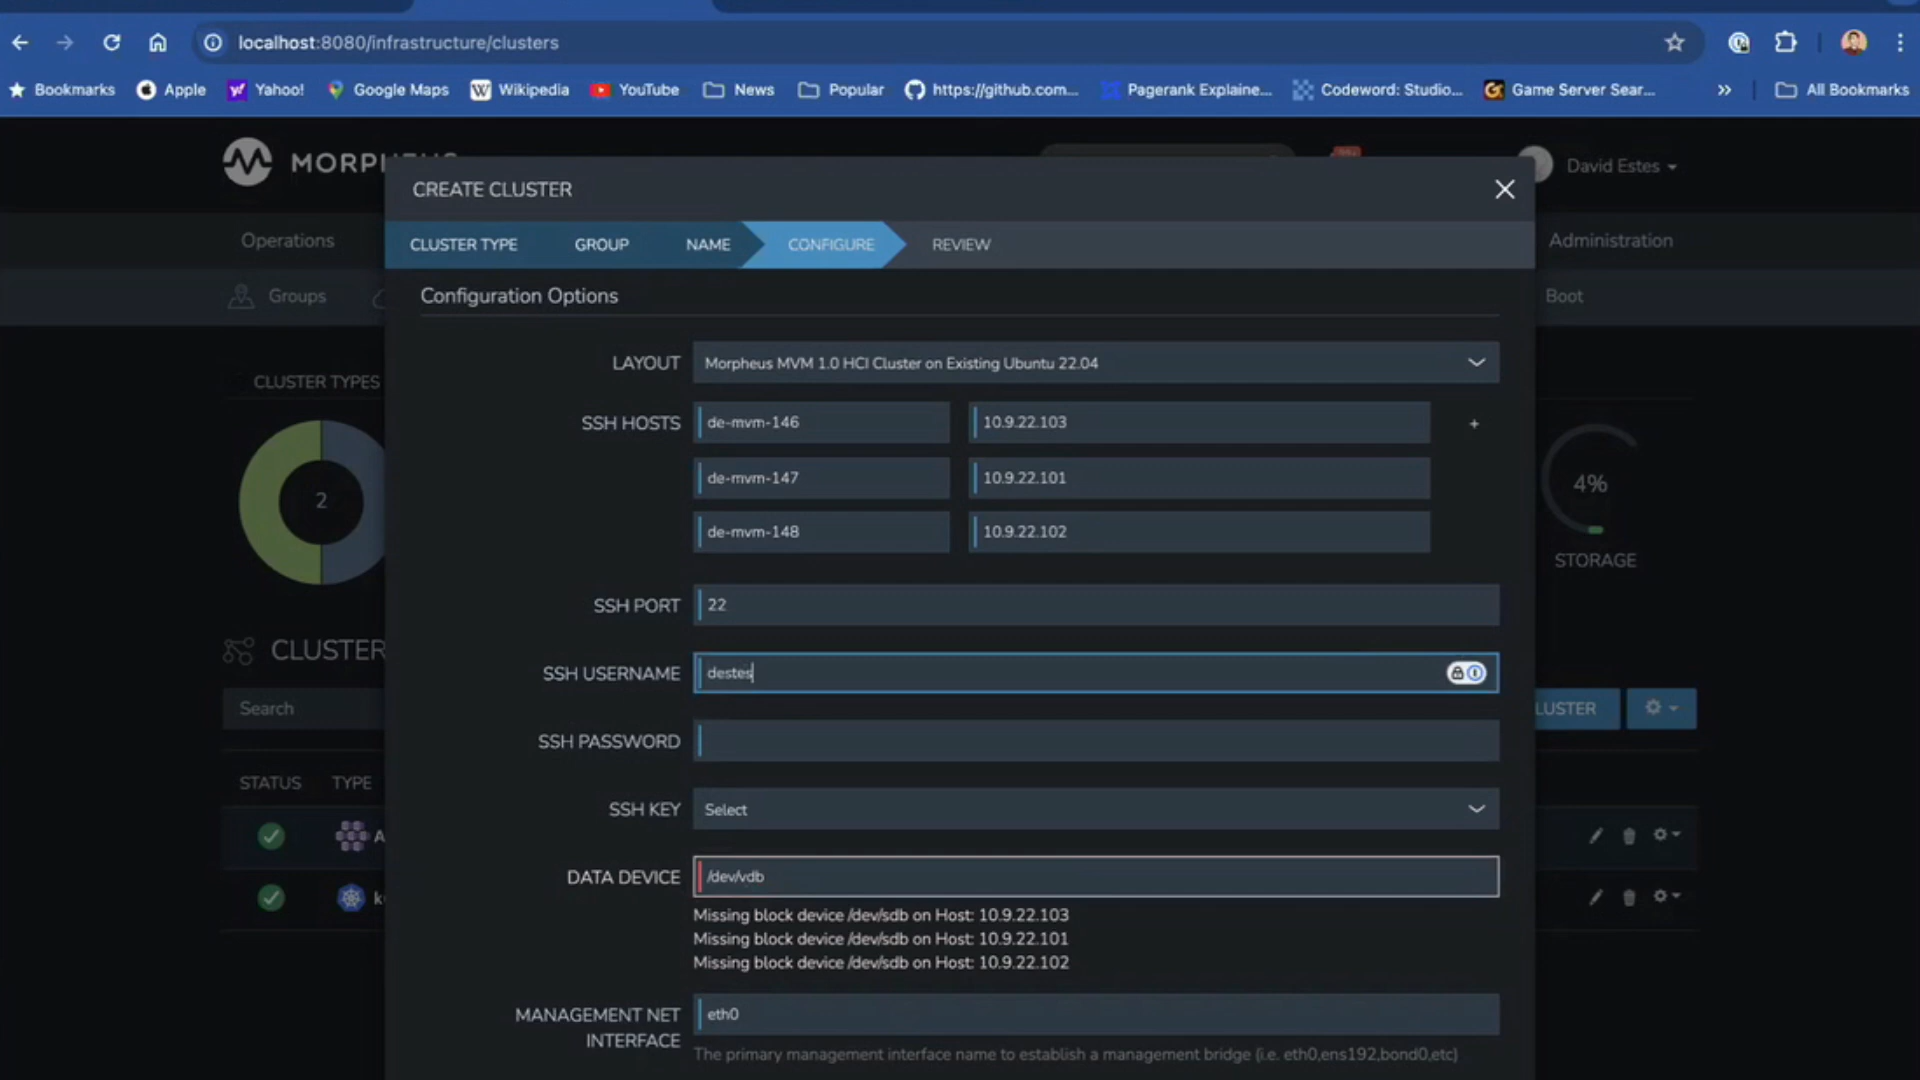 localhost:8080/infrastructure/clusters
Bookmarks Apple Yahoo! Google Maps Wikipedia YouTube News Popular https://github.com... Pagerank Explaine... Codeword: Studio... Game Server Sear... » All Bookmarks
MORPHEUS
David Estes
CREATE CLUSTER
Operations
CLUSTER TYPE GROUP NAME CONFIGURE REVIEW
Administration
Groups
Boot
Configuration Options
CLUSTER TYPES
2
LAYOUT Morpheus MVM 1.0 HCI Cluster on Existing Ubuntu 22.04
SSH HOSTS de-mvm-146 10.9.22.103 +
de-mvm-147 10.9.22.101
de-mvm-148 10.9.22.102
4%
STORAGE
SSH PORT 22
CLUSTER
SSH USERNAME destes
Search
LUSTER
SSH PASSWORD
STATUS TYPE
SSH KEY Select
A
k
DATA DEVICE /dev/vdb
Missing block device /dev/sdb on Host: 10.9.22.103
Missing block device /dev/sdb on Host: 10.9.22.101
Missing block device /dev/sdb on Host: 10.9.22.102
MANAGEMENT NET
INTERFACE
eth0
The primary management interface name to establish a management bridge (i.e. eth0,ens192,bond0,etc)